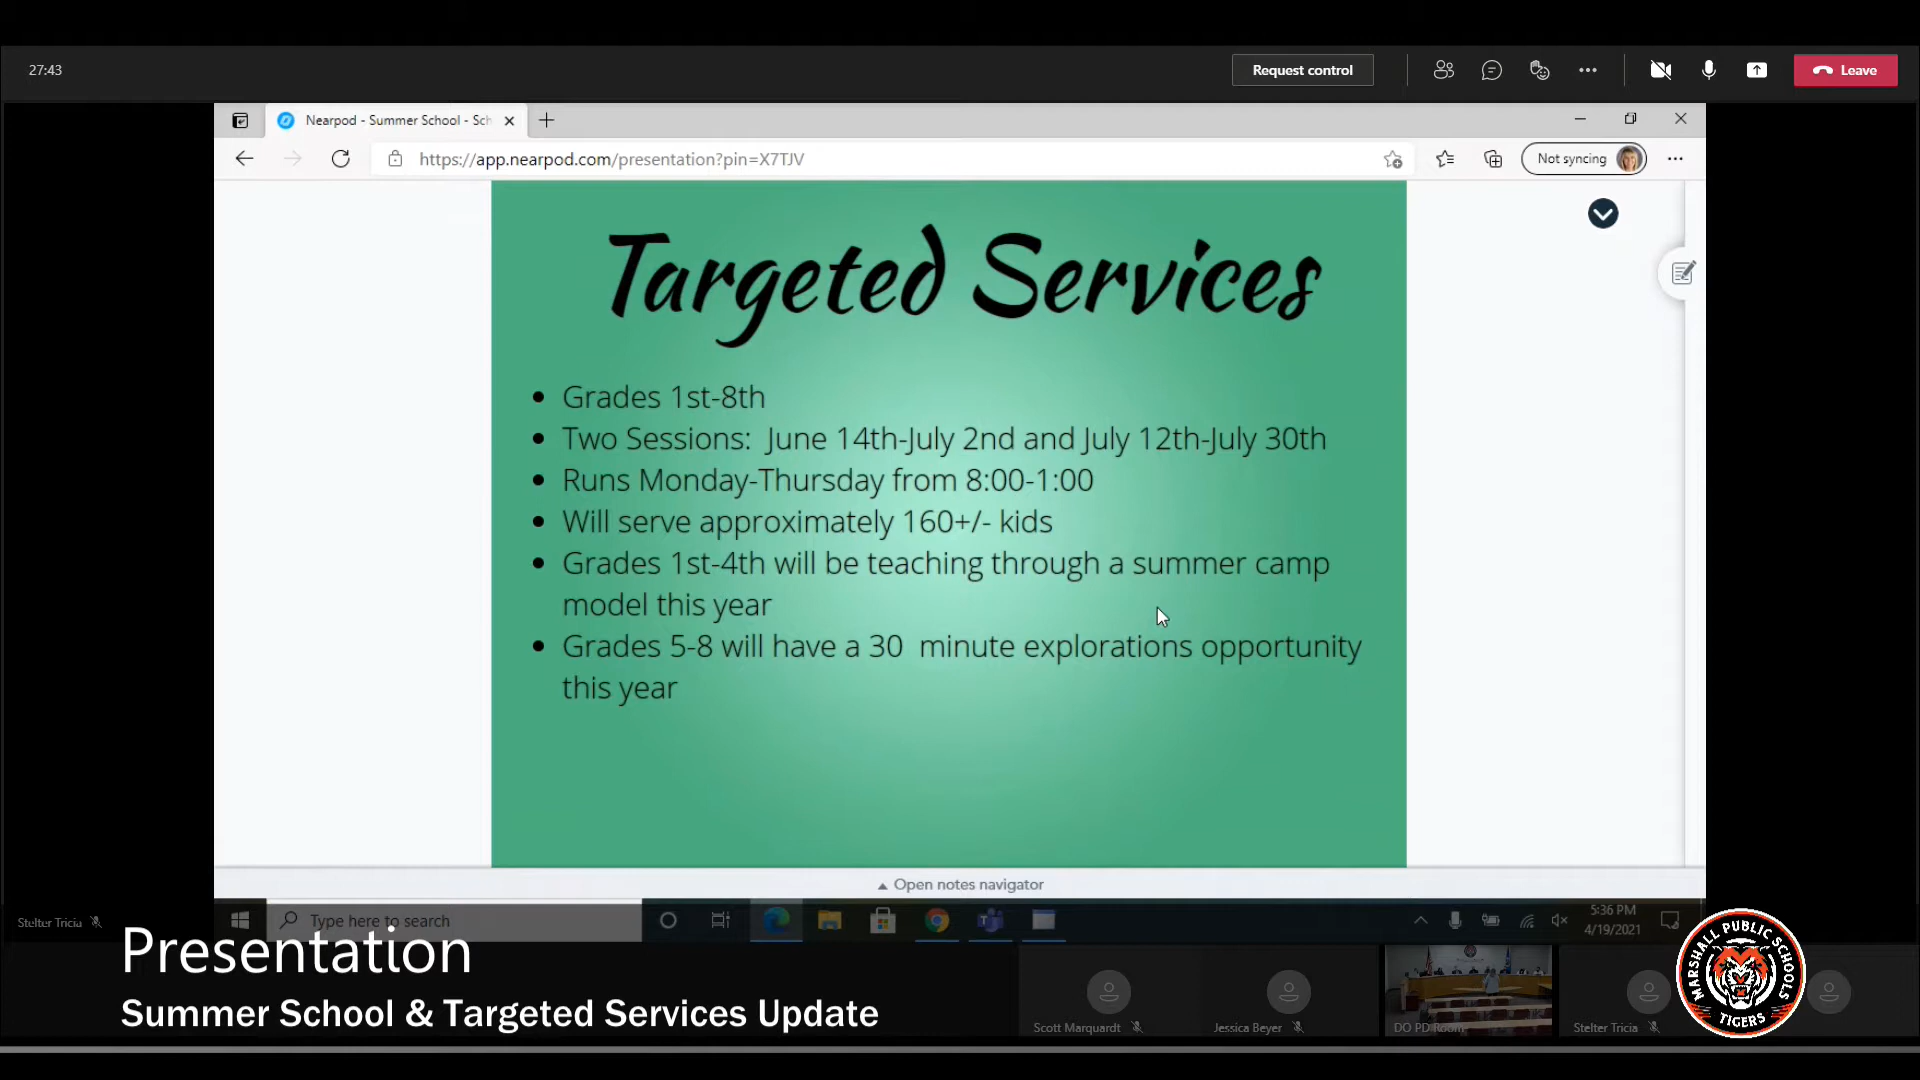 27:43
Request control
Leave
Nearpod - Summer School - Sch
https://app.nearpod.com/presentation?pin=X7TJV
Not syncing
Targeted Services
• Grades 1st-8th
• Two Sessions:  June 14th-July 2nd and July 12th-July 30th
• Runs Monday-Thursday from 8:00-1:00
• Will serve approximately 160+/- kids
• Grades 1st-4th will be teaching through a summer camp
model this year
• Grades 5-8 will have a 30  minute explorations opportunity
this year
Open notes navigator
Type here to search
5:36 PM
4/19/2021
Stelter Tricia
Presentation
Summer School & Targeted Services Update
Scott Marquardt
Jessica Beyer
DO PD Room
Stelter Tricia
MARSHALL PUBLIC SCHOOLS
TIGERS